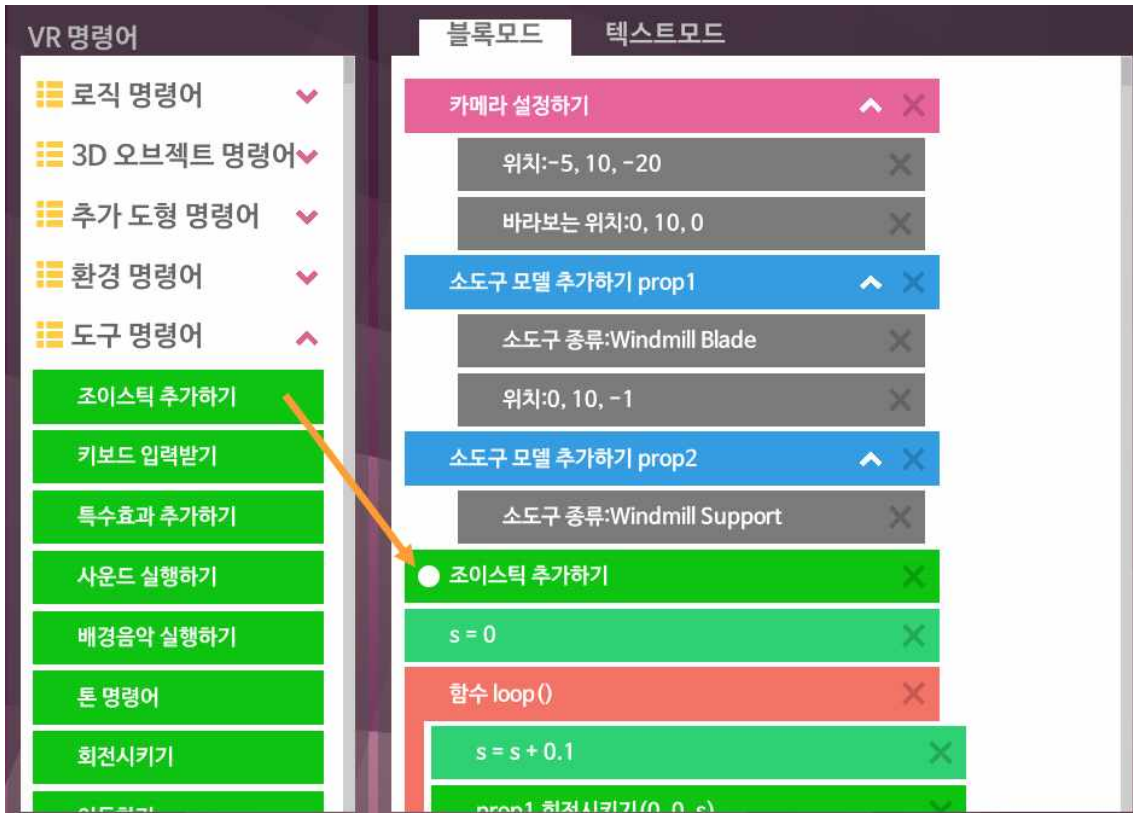 VR 명령어
로직 명령어
3D 오브젝트 명령어
추가 도형 명령어
환경 명령어
도구 명령어
조이스틱 추가하기
키보드 입력받기
특수효과 추가하기
사운드 실행하기
배경음악 실행하기
톤 명령어
회전시키기
블록모드
텍스트모드
카메라 설정하기
위치:-5, 10, -20
바라보는 위치:0, 10, 0
소도구 모델 추가하기 prop1
소도구 종류:Windmill Blade
위치:0, 10, -1
소도구 모델 추가하기 prop2
소도구 종류:Windmill Support
조이스틱 추가하기
s = 0
함수 loop()
s = s + 0.1
prop1 회전시키기(0, 0, s)